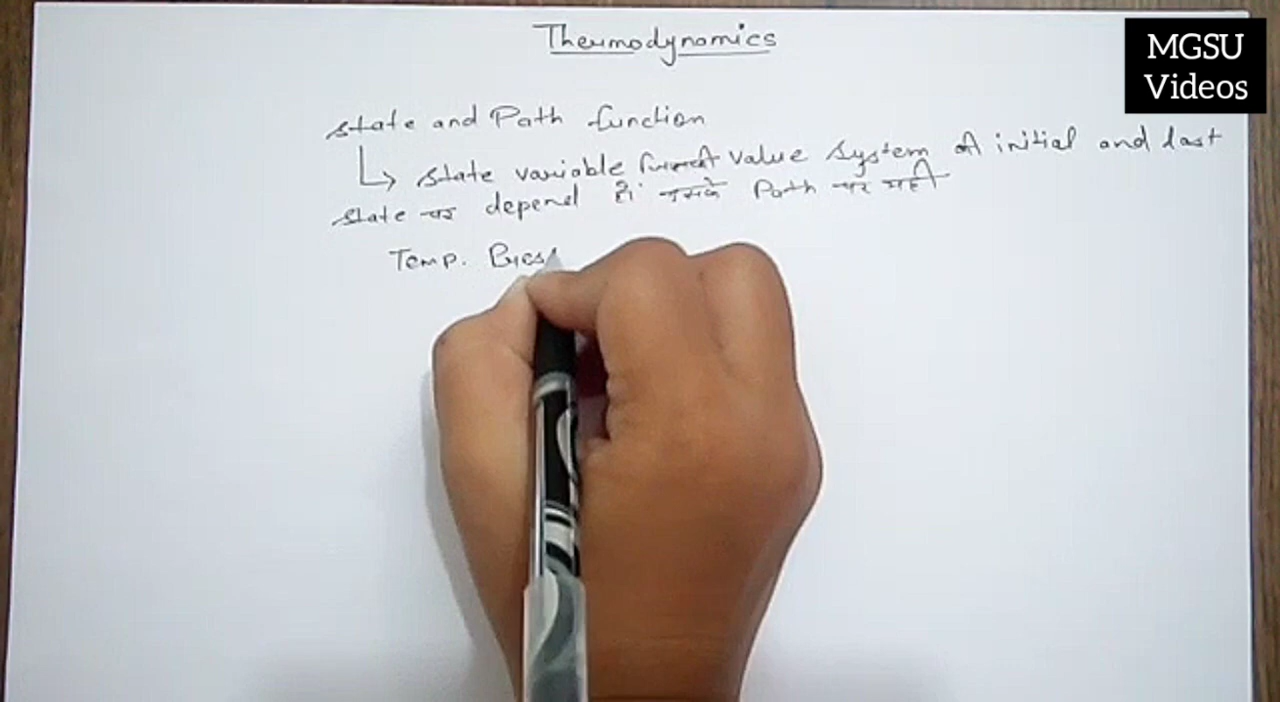 Thermodynamics
MGSU
Videos
State and Path function
↳ State variable जिनकी value system की initial and last
state पर depend हो उसके Path पर नहीं
Temp. Press